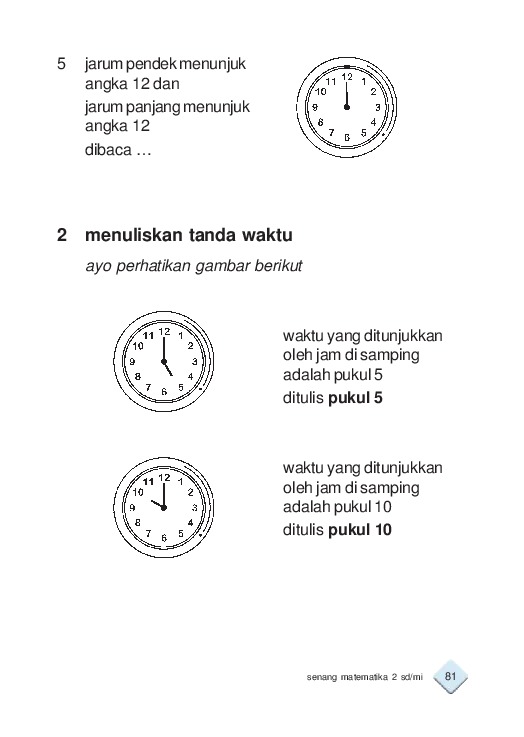 5 jarum pendek menunjuk
angka 12 dan
jarum panjang menunjuk
angka 12
dibaca …
12
11 1
10 2
9 3
8 4
7 5
6
2 menuliskan tanda waktu
ayo perhatikan gambar berikut
12
11 1
10 2
9 3
8 4
7 5
6
waktu yang ditunjukkan
oleh jam di samping
adalah pukul 5
ditulis pukul 5
12
11 1
10 2
9 3
8 4
7 5
6
waktu yang ditunjukkan
oleh jam di samping
adalah pukul 10
ditulis pukul 10
senang matematika 2 sd/mi 81